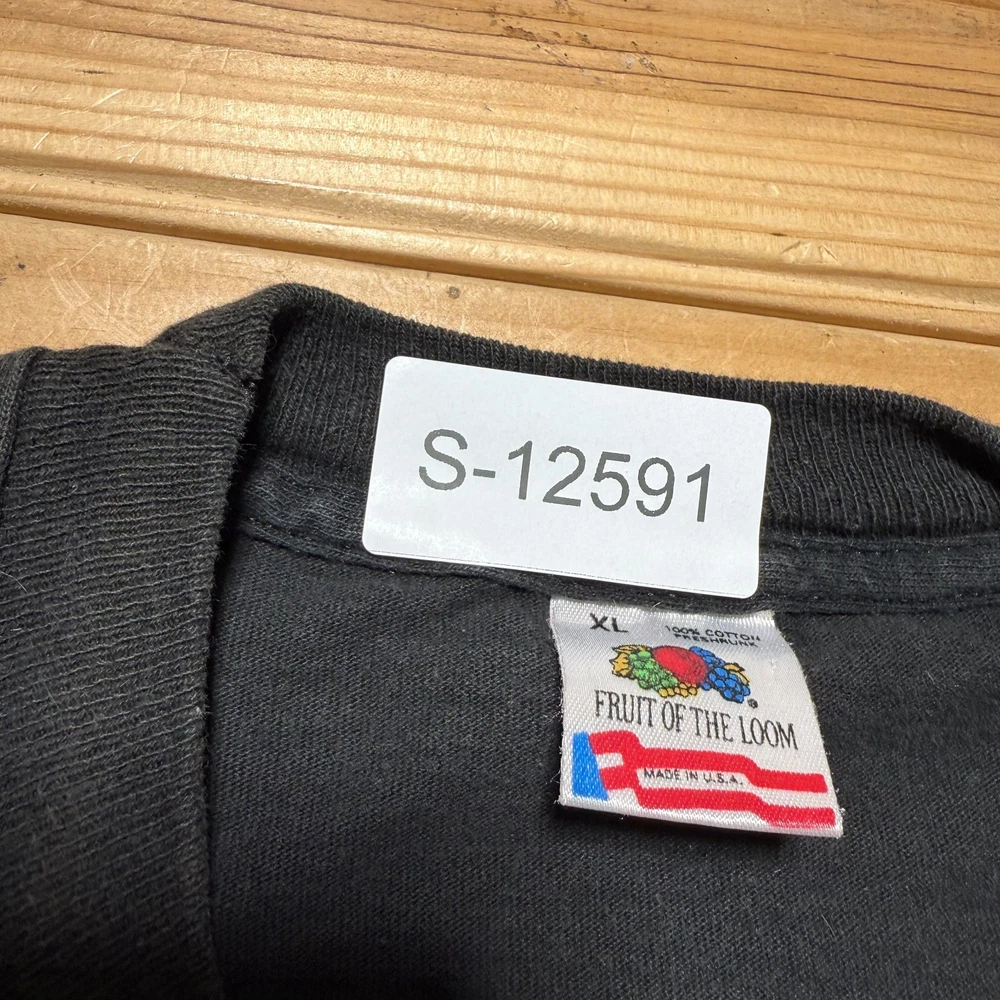 S-12591
XL
100% COTTON
PRESHRUNK
®
FRUIT OF THE LOOM
MADE IN U.S.A.